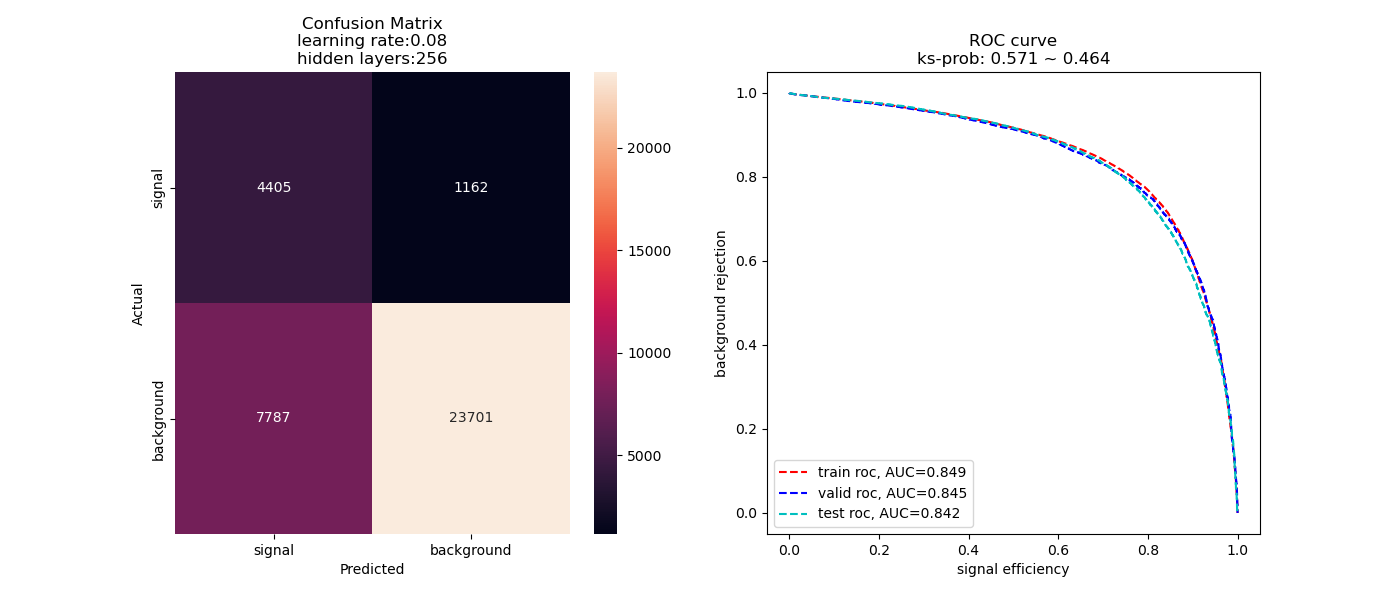 Confusion Matrix
learning rate:0.08
hidden layers:256
signal
background
Actual
4405
1162
7787
23701
signal
background
Predicted
20000
15000
10000
5000
ROC curve
ks-prob: 0.571 ~ 0.464
background rejection
1.0
0.8
0.6
0.4
0.2
0.0
train roc, AUC=0.849
valid roc, AUC=0.845
test roc, AUC=0.842
0.0
0.2
0.4
0.6
0.8
1.0
signal efficiency